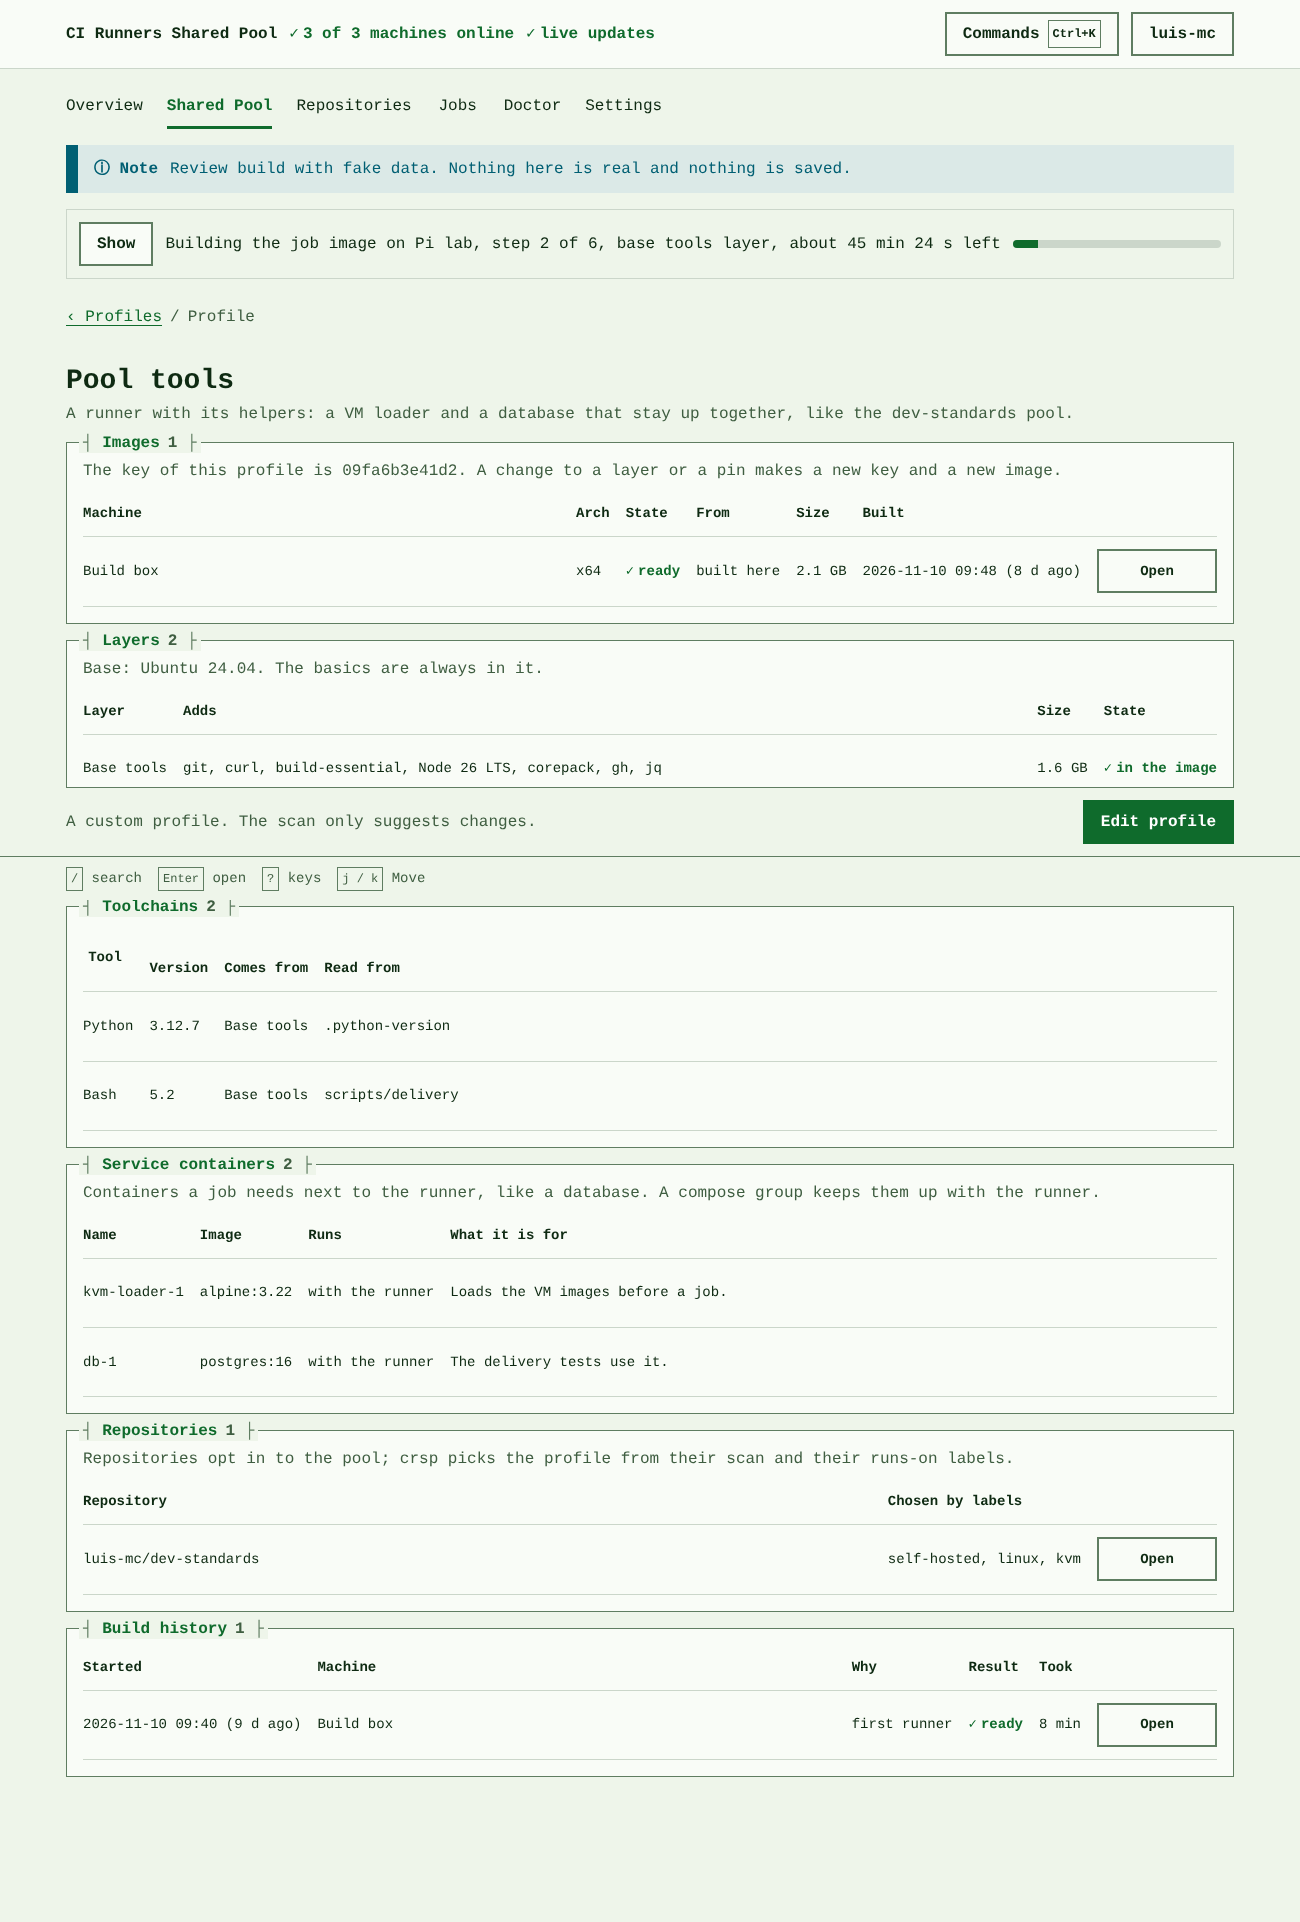 CI Runners Shared Pool ✓ 3 of 3 machines online ✓ live updates Commands Ctrl+K luis-mc
Overview Shared Pool Repositories Jobs Doctor Settings
ⓘ Note Review build with fake data. Nothing here is real and nothing is saved.
Show Building the job image on Pi lab, step 2 of 6, base tools layer, about 45 min 24 s left
‹ Profiles / Profile
Pool tools
A runner with its helpers: a VM loader and a database that stay up together, like the dev-standards pool.
Images 1
The key of this profile is 09fa6b3e41d2. A change to a layer or a pin makes a new key and a new image.
Machine Arch State From Size Built
Build box x64 ✓ ready built here 2.1 GB 2026-11-10 09:48 (8 d ago) Open
Layers 2
Base: Ubuntu 24.04. The basics are always in it.
Layer Adds Size State
Base tools git, curl, build-essential, Node 26 LTS, corepack, gh, jq 1.6 GB ✓ in the image
A custom profile. The scan only suggests changes. Edit profile
/ search Enter open ? keys j / k Move
Toolchains 2
Tool Version Comes from Read from
Python 3.12.7 Base tools .python-version
Bash 5.2 Base tools scripts/delivery
Service containers 2
Containers a job needs next to the runner, like a database. A compose group keeps them up with the runner.
Name Image Runs What it is for
kvm-loader-1 alpine:3.22 with the runner Loads the VM images before a job.
db-1 postgres:16 with the runner The delivery tests use it.
Repositories 1
Repositories opt in to the pool; crsp picks the profile from their scan and their runs-on labels.
Repository Chosen by labels
luis-mc/dev-standards self-hosted, linux, kvm Open
Build history 1
Started Machine Why Result Took
2026-11-10 09:40 (9 d ago) Build box first runner ✓ ready 8 min Open